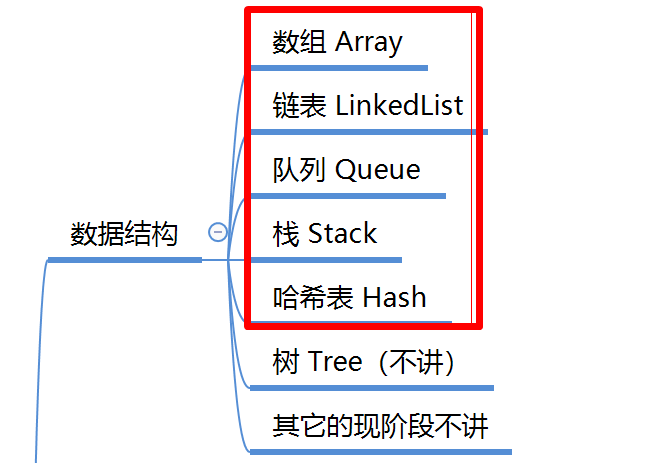 数组 Array
链表 LinkedList
队列 Queue
数据结构
栈 Stack
哈希表 Hash
树 Tree（不讲）
其它的现阶段不讲